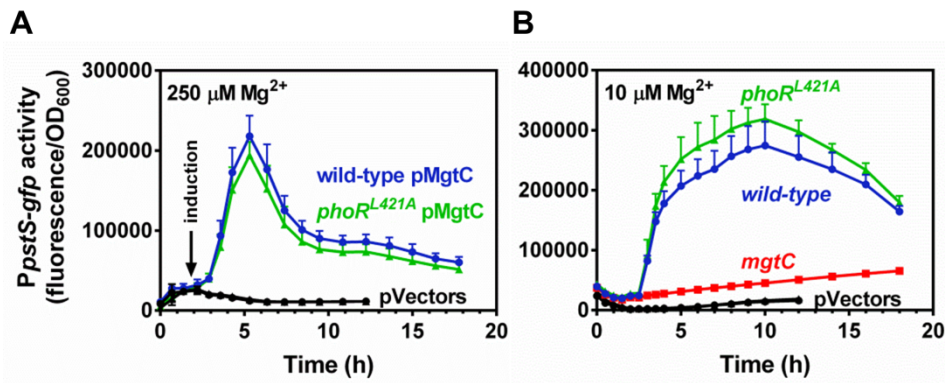 A
PpstS-gfp activity
(fluorescence/OD600)
300000
200000
100000
0
250 μM Mg2+
induction
wild-type pMgtC
phoRL421A pMgtC
pVectors
0 5 10 15 20
Time (h)
B
400000
300000
200000
100000
0
10 μM Mg2+
phoRL421A
wild-type
mgtC
pVectors
0 5 10 15 20
Time (h)